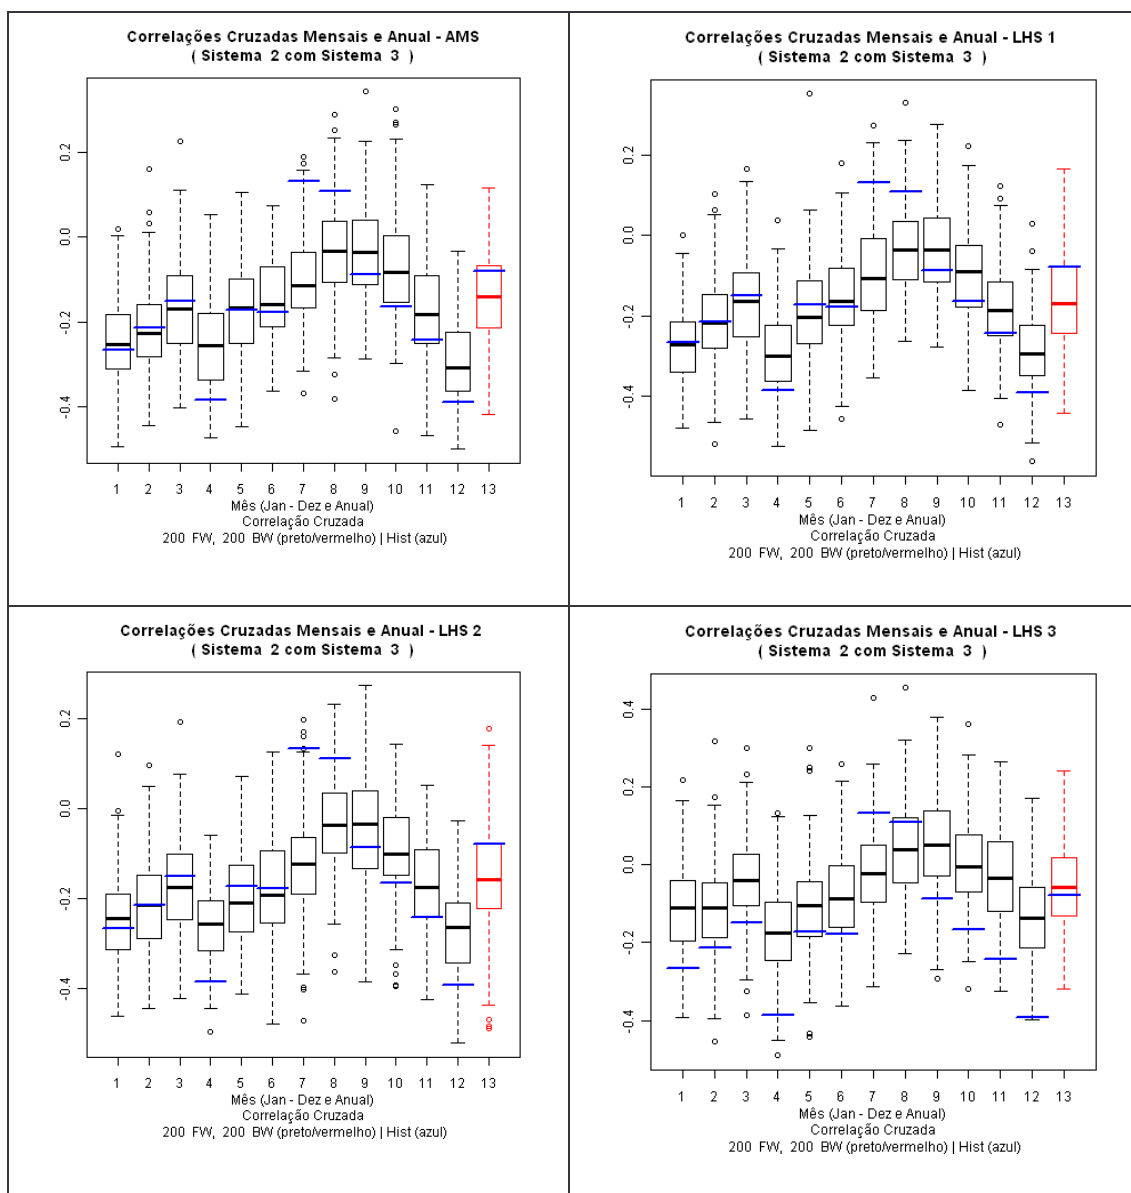 Correlações Cruzadas Mensais e Anual - AMS
( Sistema 2 com Sistema 3 )
0.2
0.0
-0.2
-0.4
1 2 3 4 5 6 7 8 9 10 11 12 13
Mês (Jan - Dez e Anual)
Correlação Cruzada
200 FW, 200 BW (preto/vermelho) | Hist (azul)
Correlações Cruzadas Mensais e Anual - LHS 1
( Sistema 2 com Sistema 3 )
0.2
0.0
-0.2
-0.4
1 2 3 4 5 6 7 8 9 10 11 12 13
Mês (Jan - Dez e Anual)
Correlação Cruzada
200 FW, 200 BW (preto/vermelho) | Hist (azul)
Correlações Cruzadas Mensais e Anual - LHS 2
( Sistema 2 com Sistema 3 )
0.2
0.0
-0.2
-0.4
1 2 3 4 5 6 7 8 9 10 11 12 13
Mês (Jan - Dez e Anual)
Correlação Cruzada
200 FW, 200 BW (preto/vermelho) | Hist (azul)
Correlações Cruzadas Mensais e Anual - LHS 3
( Sistema 2 com Sistema 3 )
0.4
0.2
0.0
-0.2
-0.4
1 2 3 4 5 6 7 8 9 10 11 12 13
Mês (Jan - Dez e Anual)
Correlação Cruzada
200 FW, 200 BW (preto/vermelho) | Hist (azul)